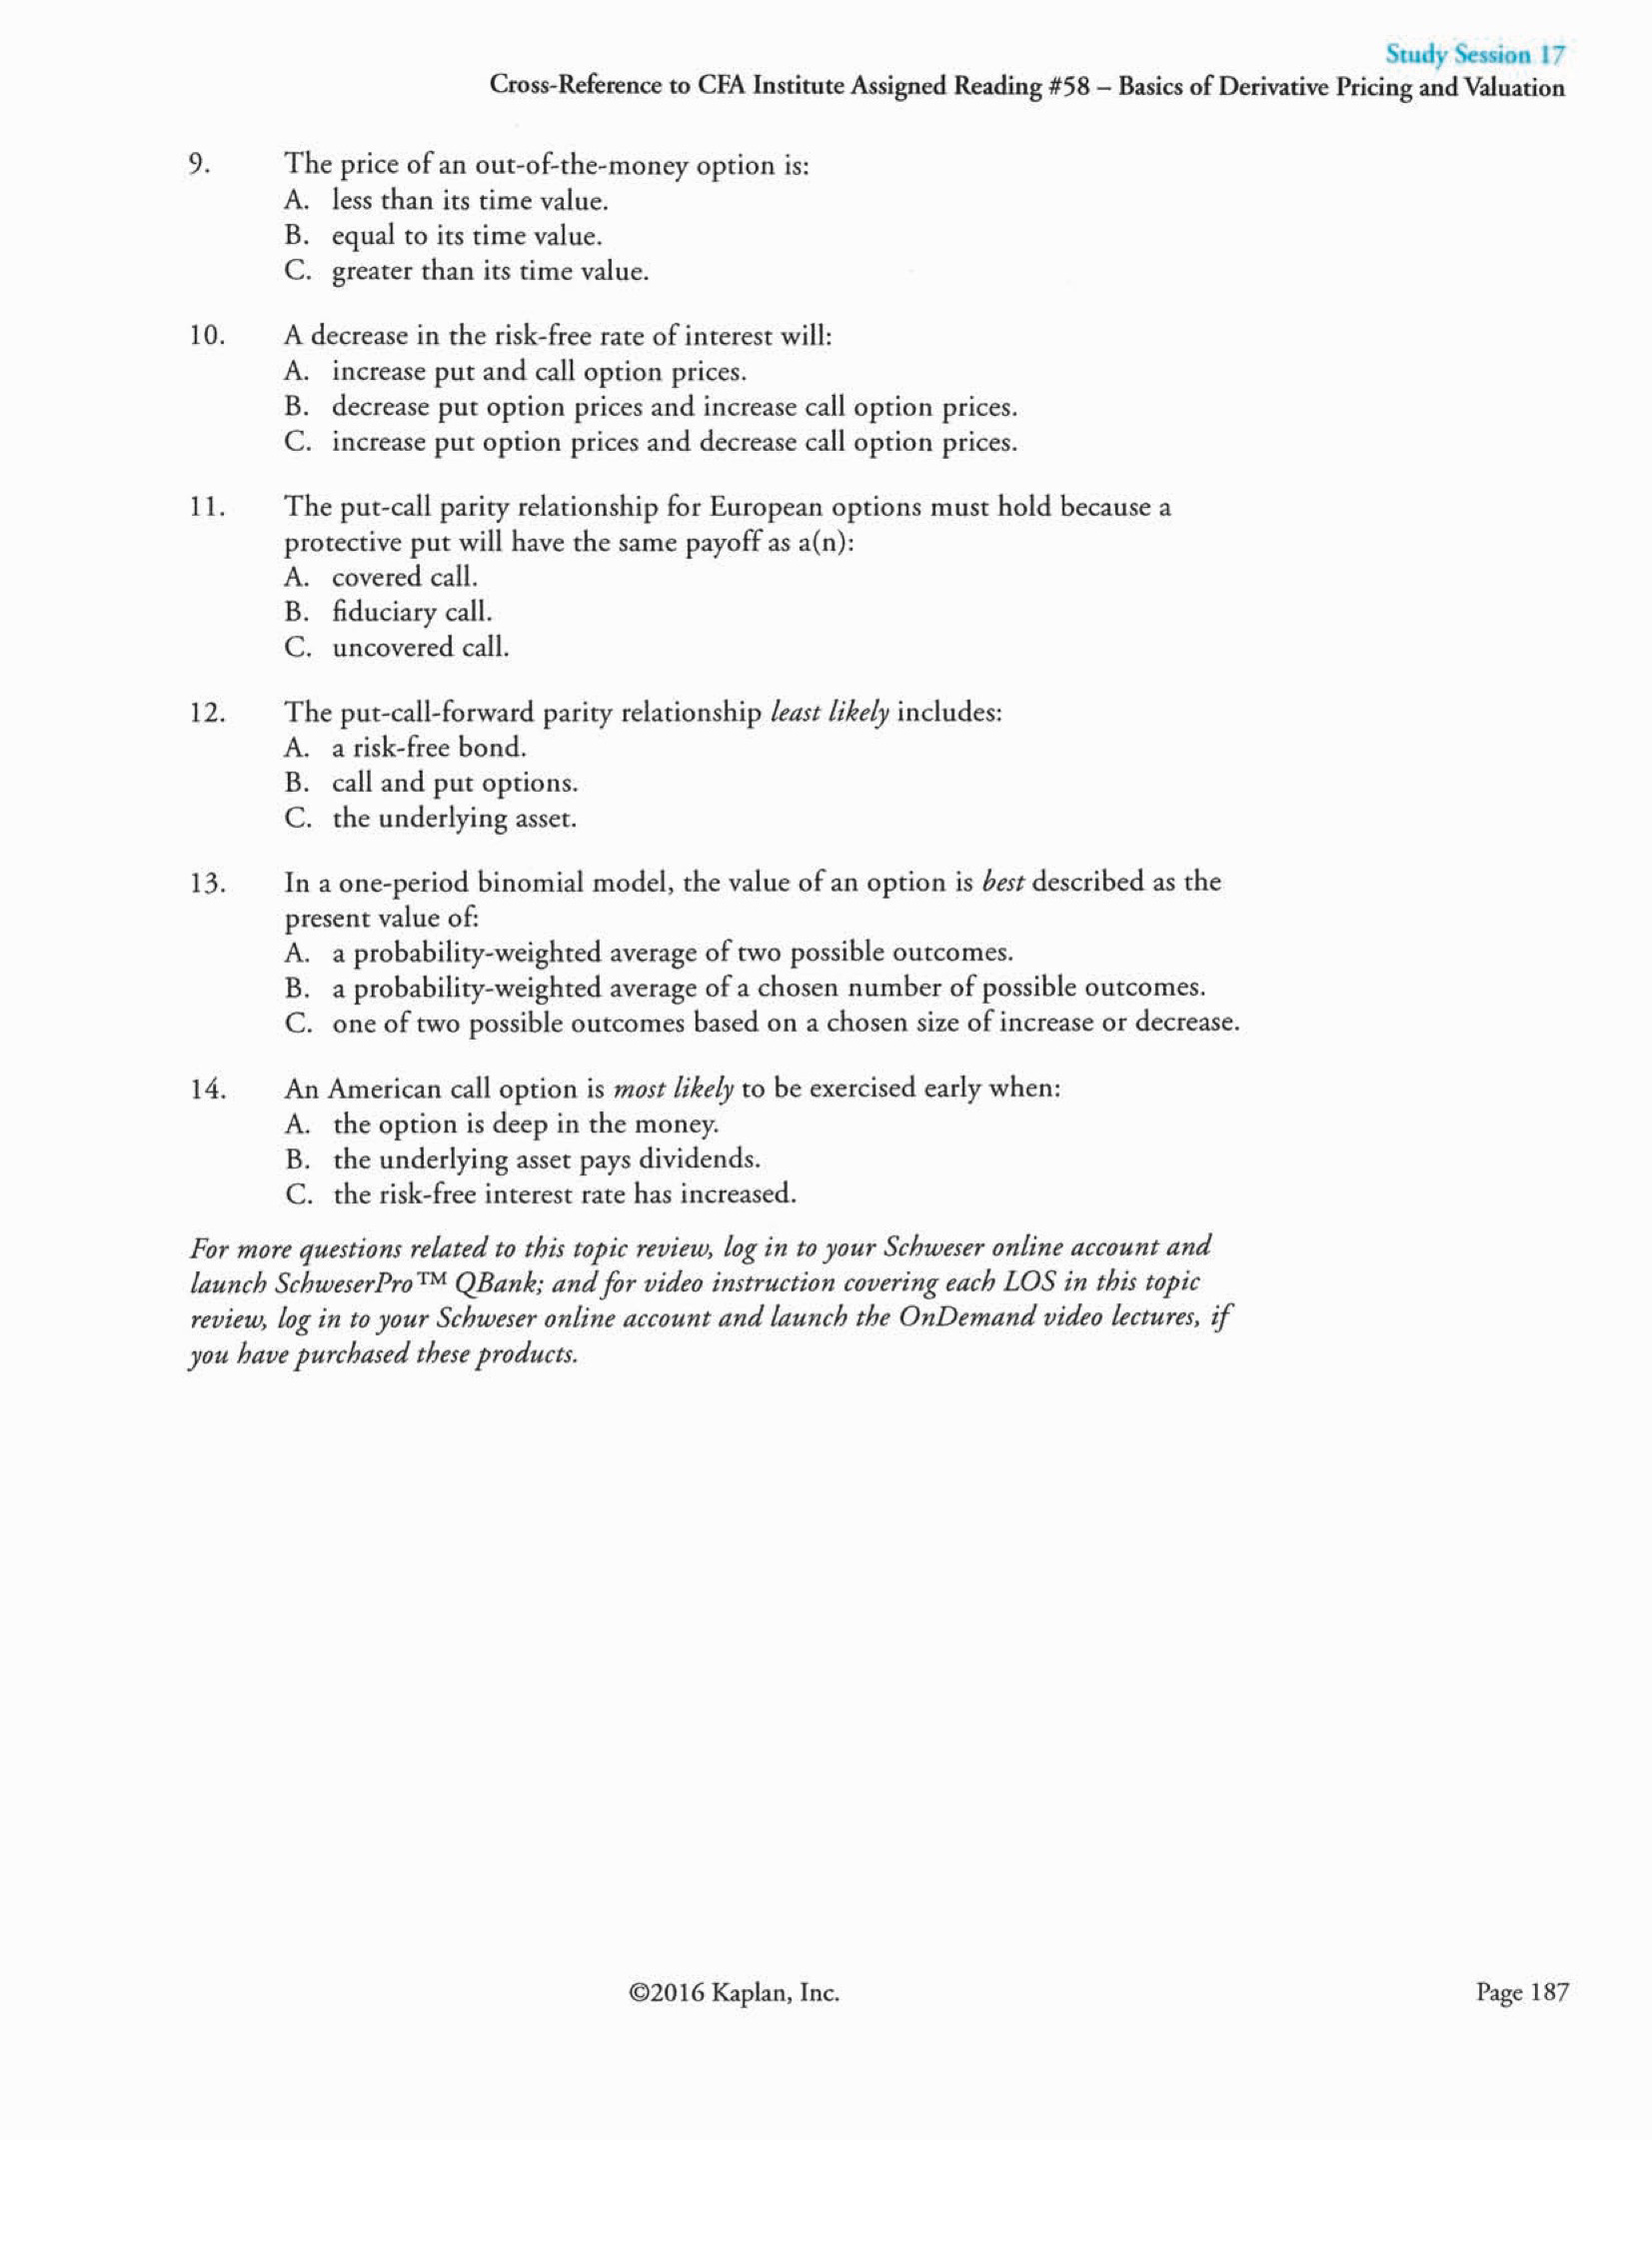 Study Session 17
Cross-Reference to CFA Institute Assigned Reading #58 – Basics of Derivative Pricing and Valuation
9. The price of an out-of-the-money option is:
A. less than its time value.
B. equal to its time value.
C. greater than its time value.
10. A decrease in the risk-free rate of interest will:
A. increase put and call option prices.
B. decrease put option prices and increase call option prices.
C. increase put option prices and decrease call option prices.
11. The put-call parity relationship for European options must hold because a
protective put will have the same payoff as a(n):
A. covered call.
B. fiduciary call.
C. uncovered call.
12. The put-call-forward parity relationship least likely includes:
A. a risk-free bond.
B. call and put options.
C. the underlying asset.
13. In a one-period binomial model, the value of an option is best described as the
present value of:
A. a probability-weighted average of two possible outcomes.
B. a probability-weighted average of a chosen number of possible outcomes.
C. one of two possible outcomes based on a chosen size of increase or decrease.
14. An American call option is most likely to be exercised early when:
A. the option is deep in the money.
B. the underlying asset pays dividends.
C. the risk-free interest rate has increased.
For more questions related to this topic review, log in to your Schweser online account and
launch SchweserPro™ QBank; and for video instruction covering each LOS in this topic
review, log in to your Schweser online account and launch the OnDemand video lectures, if
you have purchased these products.
©2016 Kaplan, Inc.
Page 187